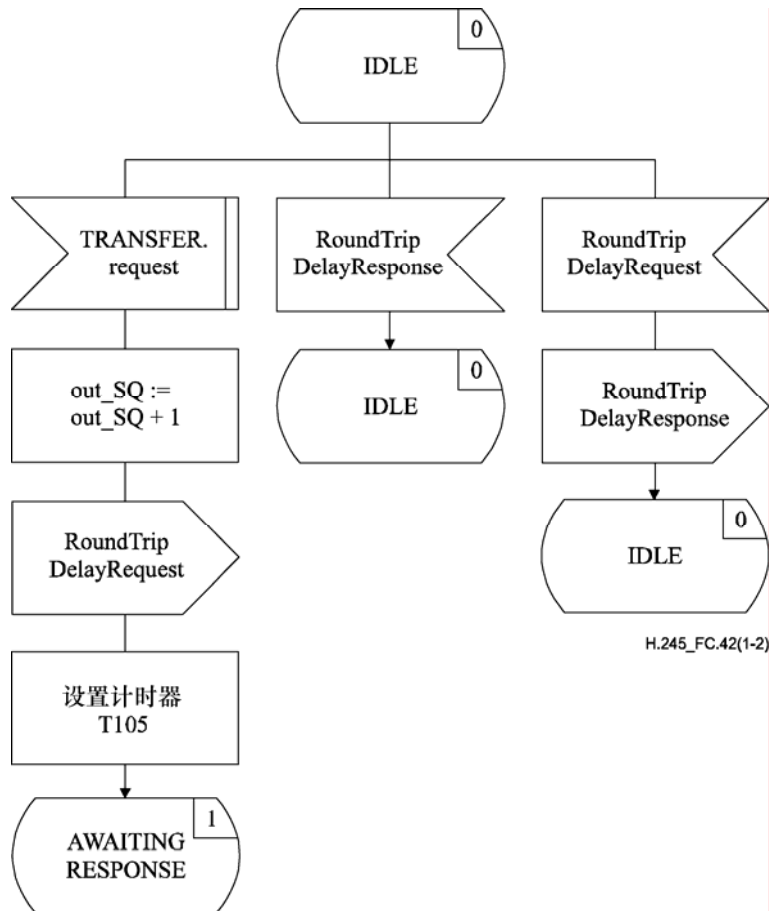 0
IDLE
TRANSFER.
request
RoundTrip
DelayResponse
RoundTrip
DelayRequest
out_SQ :=
out_SQ + 1
0
IDLE
RoundTrip
DelayResponse
RoundTrip
DelayRequest
0
IDLE
H.245_FC.42(1-2)
设置计时器
T105
1
AWAITING
RESPONSE